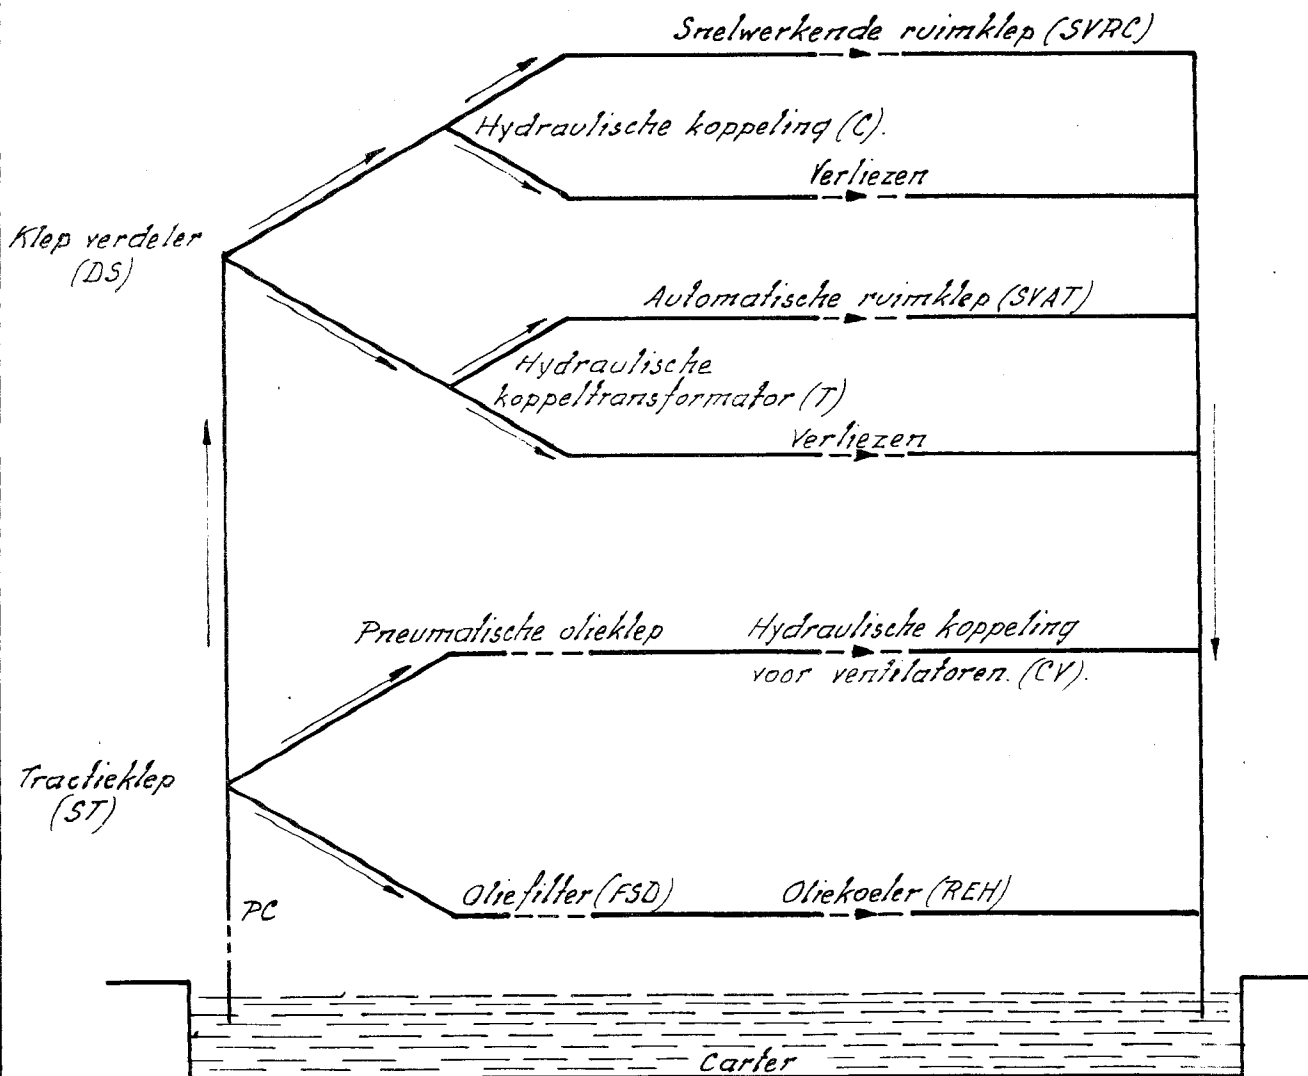 Snelwerkende ruimklep (SVRC)
Hydraulische koppeling (C).
Verliezen
Klep verdeler
(DS)
Automatische ruimklep (SVAT)
Hydraulische
koppeltransformator (T)
Verliezen
Pneumatische olieklep
Hydraulische koppeling
voor ventilatoren. (CV).
Tractieklep
(ST)
PC
Oliefilter (FSD)
Oliekoeler (REH)
Carter